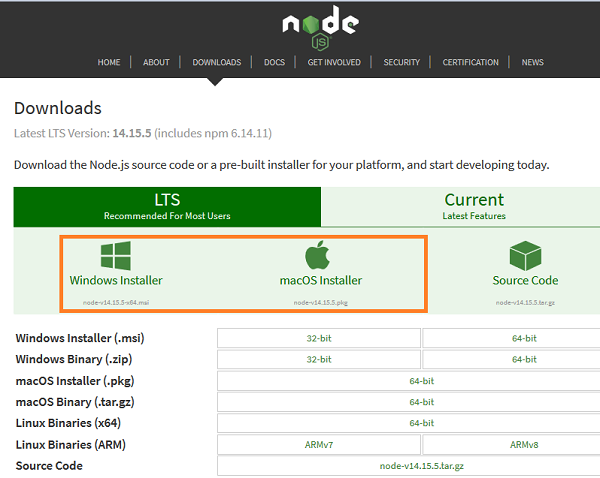 node
JS
HOME ABOUT DOWNLOADS DOCS GET INVOLVED SECURITY CERTIFICATION NEWS
Downloads
Latest LTS Version: 14.15.5 (includes npm 6.14.11)
Download the Node.js source code or a pre-built installer for your platform, and start developing today.
LTS Current
Recommended For Most Users Latest Features
Windows Installer macOS Installer Source Code
node-v14.15.5-x64.msi node-v14.15.5.pkg node-v14.15.5.tar.gz
Windows Installer (.msi) 32-bit 64-bit
Windows Binary (.zip) 32-bit 64-bit
macOS Installer (.pkg) 64-bit
macOS Binary (.tar.gz) 64-bit
Linux Binaries (x64) 64-bit
Linux Binaries (ARM) ARMv7 ARMv8
Source Code node-v14.15.5.tar.gz